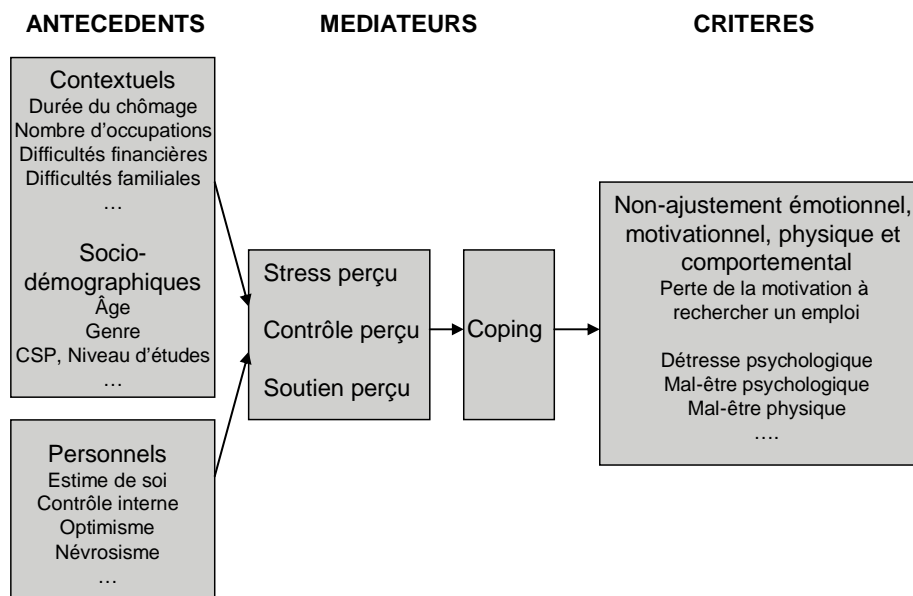 ANTECEDENTS
MEDIATEURS
CRITERES
Contextuels
Durée du chômage
Nombre d'occupations
Difficultés financières
Difficultés familiales
…
Socio-
démographiques
Âge
Genre
CSP, Niveau d'études
…
Personnels
Estime de soi
Contrôle interne
Optimisme
Névrosisme
…
Stress perçu
Contrôle perçu
Soutien perçu
Coping
Non-ajustement émotionnel,
motivationnel, physique et
comportemental
Perte de la motivation à
rechercher un emploi
Détresse psychologique
Mal-être psychologique
Mal-être physique
….